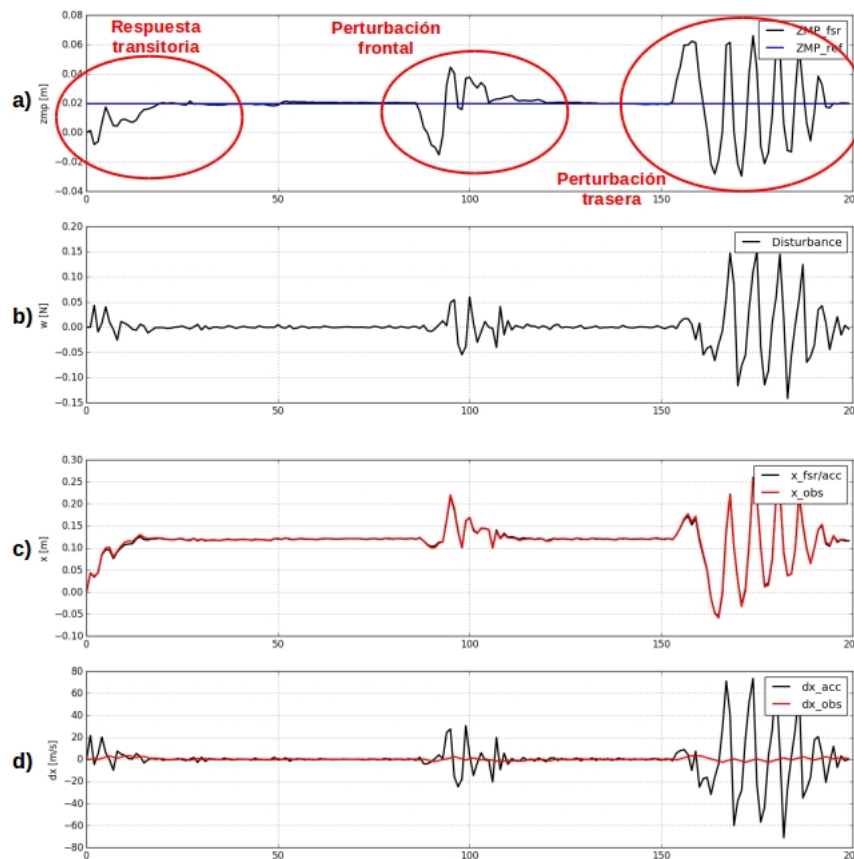 Respuesta
transitoria
Perturbación
frontal
Perturbación
trasera
a)
zmp [m]
0.08
0.06
0.04
0.02
0.00
−0.02
−0.04
ZMP_fsr
ZMP_ref
0
50
100
150
200
b)
w [N]
0.20
0.15
0.10
0.05
0.00
−0.05
−0.10
−0.15
Disturbance
0
50
100
150
200
c)
x [m]
0.30
0.25
0.20
0.15
0.10
0.05
0.00
−0.05
−0.10
x_fsr/acc
x_obs
0
50
100
150
200
d)
dx [m/s]
80
60
40
20
0
−20
−40
−60
−80
dx_acc
dx_obs
0
50
100
150
200